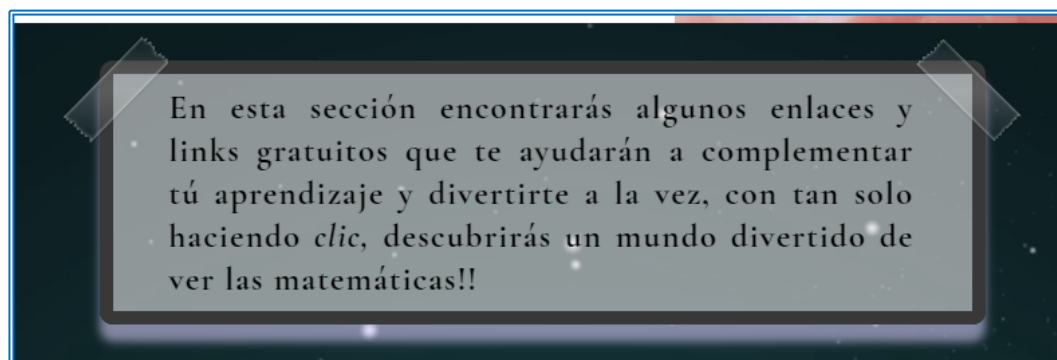 En esta sección encontrarás algunos enlaces y
links gratuitos que te ayudarán a complementar
tú aprendizaje y divertirte a la vez, con tan solo
haciendo clic, descubrirás un mundo divertido de
ver las matemáticas!!